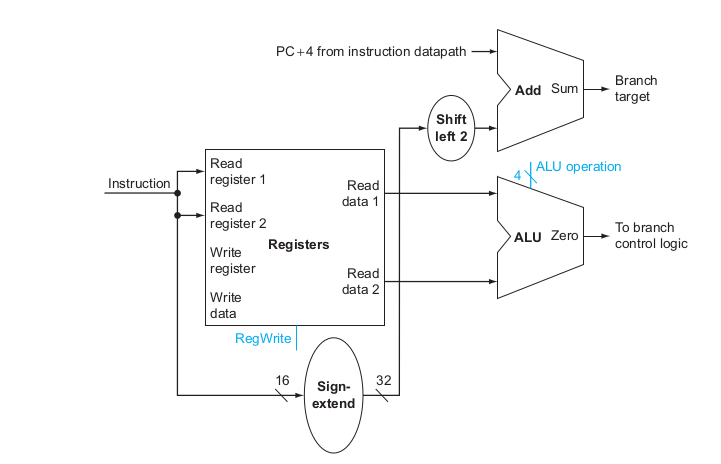 PC+4 from instruction datapath
Add Sum
Branch
target
Shift
left 2
4
ALU operation
Instruction
Read
register 1
Read
data 1
Read
register 2
Registers
ALU Zero
To branch
control logic
Write
register
Read
data 2
Write
data
RegWrite
16
Sign-
extend
32